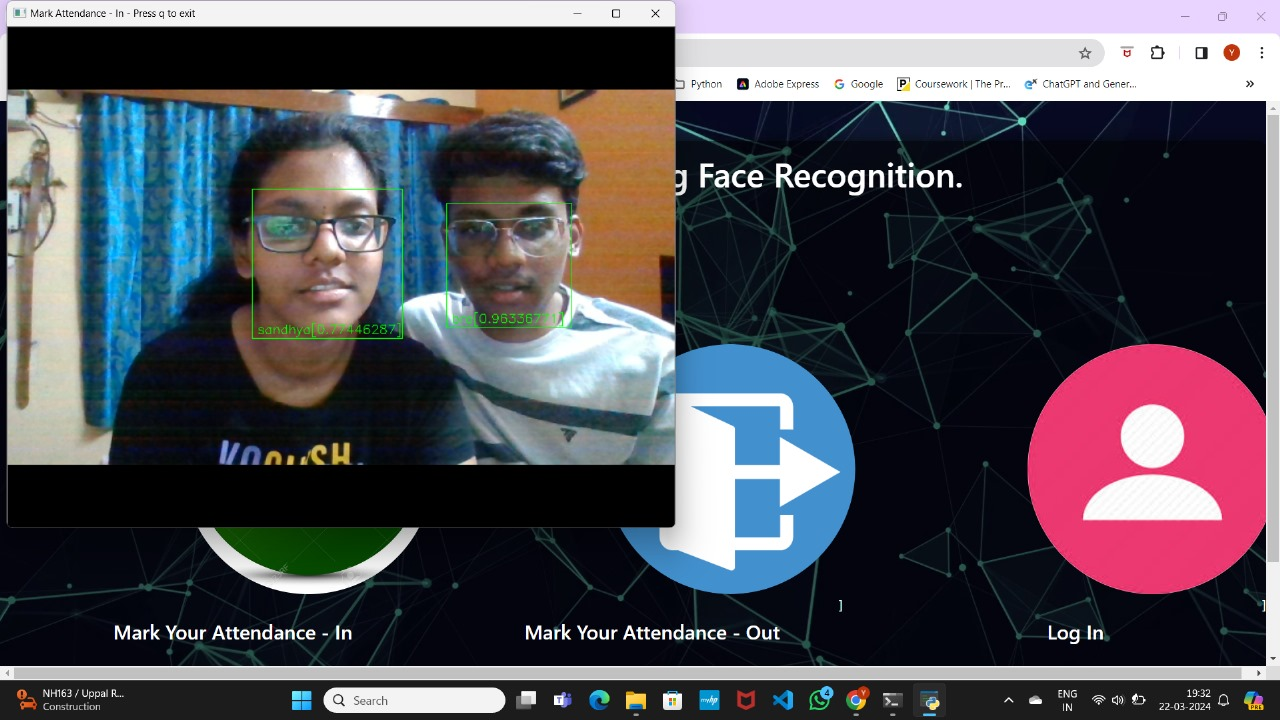 Mark Attendance - In - Press q to exit
Y
Python
Adobe Express
Google
P
Coursework | The Pr...
ChatGPT and Gener...
»
g Face Recognition.
sandhya[0.77446287]
]
]
Mark Your Attendance - In
Mark Your Attendance - Out
Log In
NH163 / Uppal R...
Construction
Search
4
Y
ENG
IN
19:32
22-03-2024
PRE